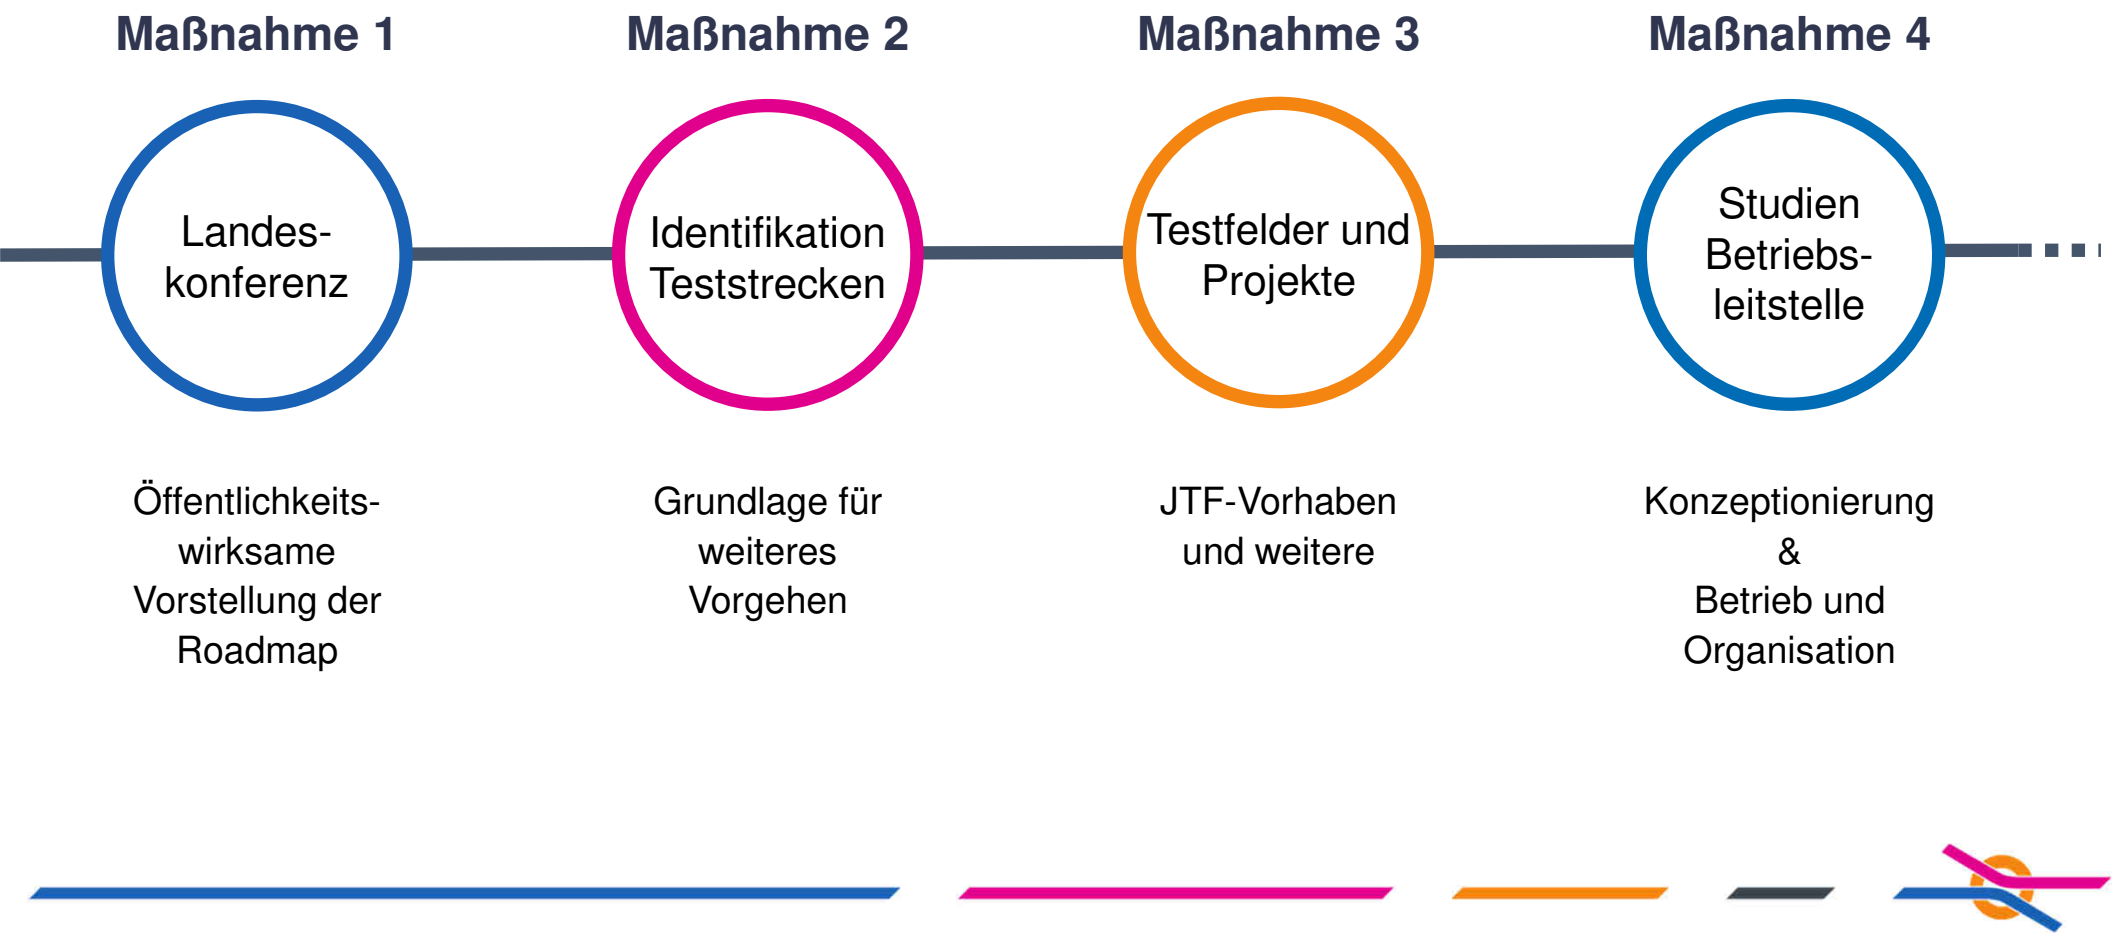 Maßnahme 1
Landes-
konferenz
Öffentlichkeits-
wirksame
Vorstellung der
Roadmap
Maßnahme 2
Identifikation
Teststrecken
Grundlage für
weiteres
Vorgehen
Maßnahme 3
Testfelder und
Projekte
JTF-Vorhaben
und weitere
Maßnahme 4
Studien
Betriebs-
leitstelle
Konzeptionierung
&
Betrieb und
Organisation